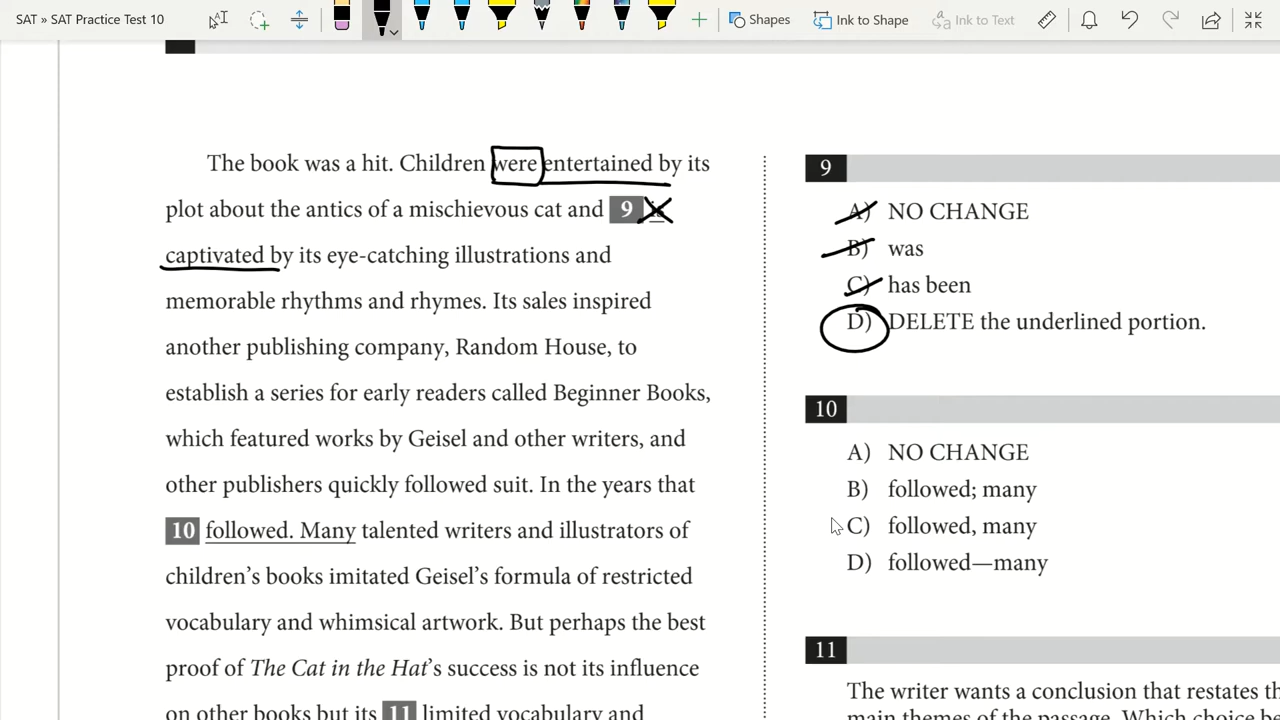 SAT » SAT Practice Test 10
Shapes
Ink to Shape
Ink to Text
The book was a hit. Children were entertained by its
plot about the antics of a mischievous cat and 9 is
captivated by its eye-catching illustrations and
memorable rhythms and rhymes. Its sales inspired
another publishing company, Random House, to
establish a series for early readers called Beginner Books,
which featured works by Geisel and other writers, and
other publishers quickly followed suit. In the years that
10 followed. Many talented writers and illustrators of
children’s books imitated Geisel’s formula of restricted
vocabulary and whimsical artwork. But perhaps the best
proof of The Cat in the Hat’s success is not its influence
on other books but its 11 limited vocabulary and
9
A) NO CHANGE
B) was
C) has been
D) DELETE the underlined portion.
10
A) NO CHANGE
B) followed; many
C) followed, many
D) followed—many
11
The writer wants a conclusion that restates th
main themes of the passage. Which choice be